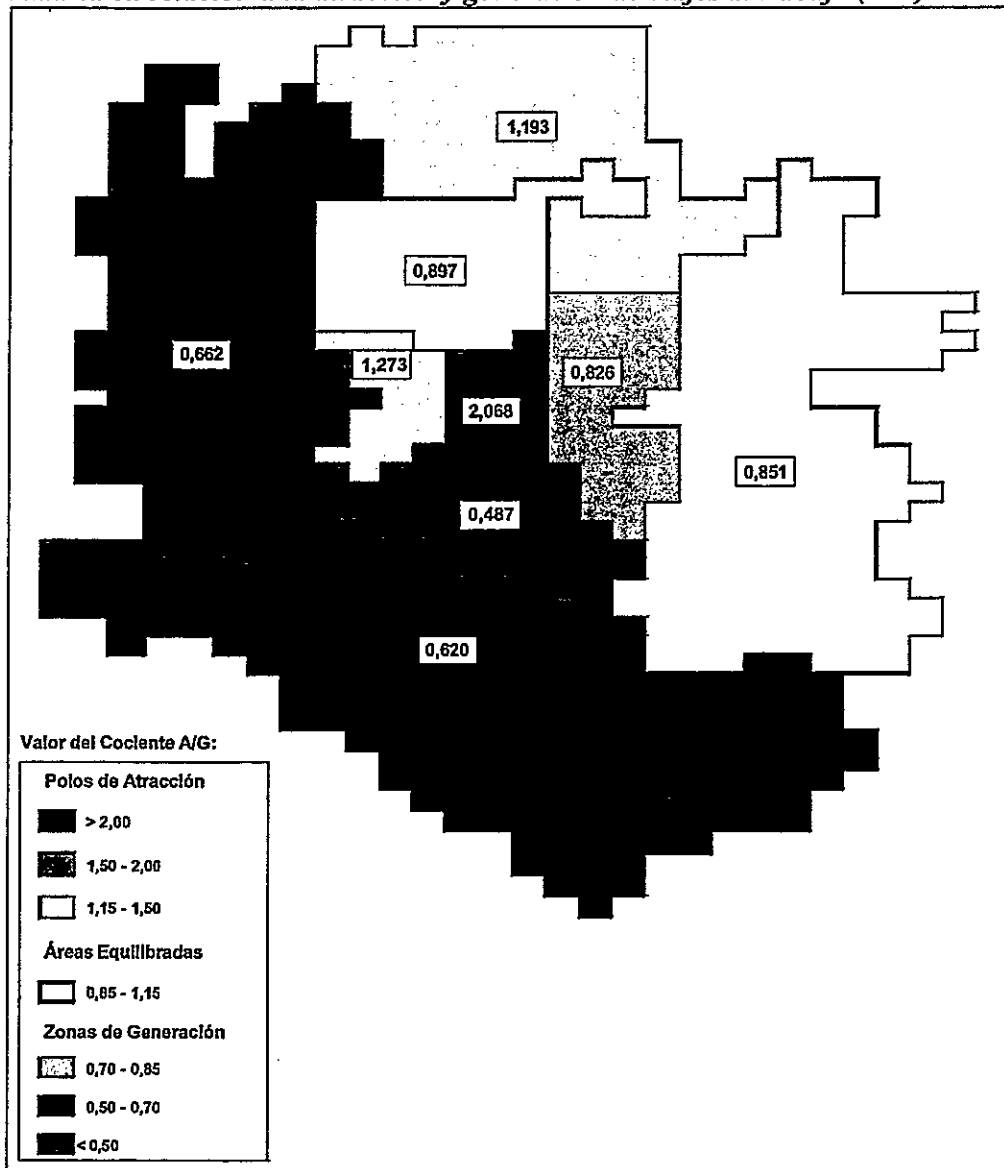 1,193
0,897
0,662
1,273
0,826
2,068
0,851
0,487
0,620
Valor del Cociente A/G:
Polos de Atracción
> 2,00
1,50 - 2,00
1,15 - 1,50
Áreas Equilibradas
0,85 - 1,15
Zonas de Generación
0,70 - 0,85
0,50 - 0,70
< 0,50